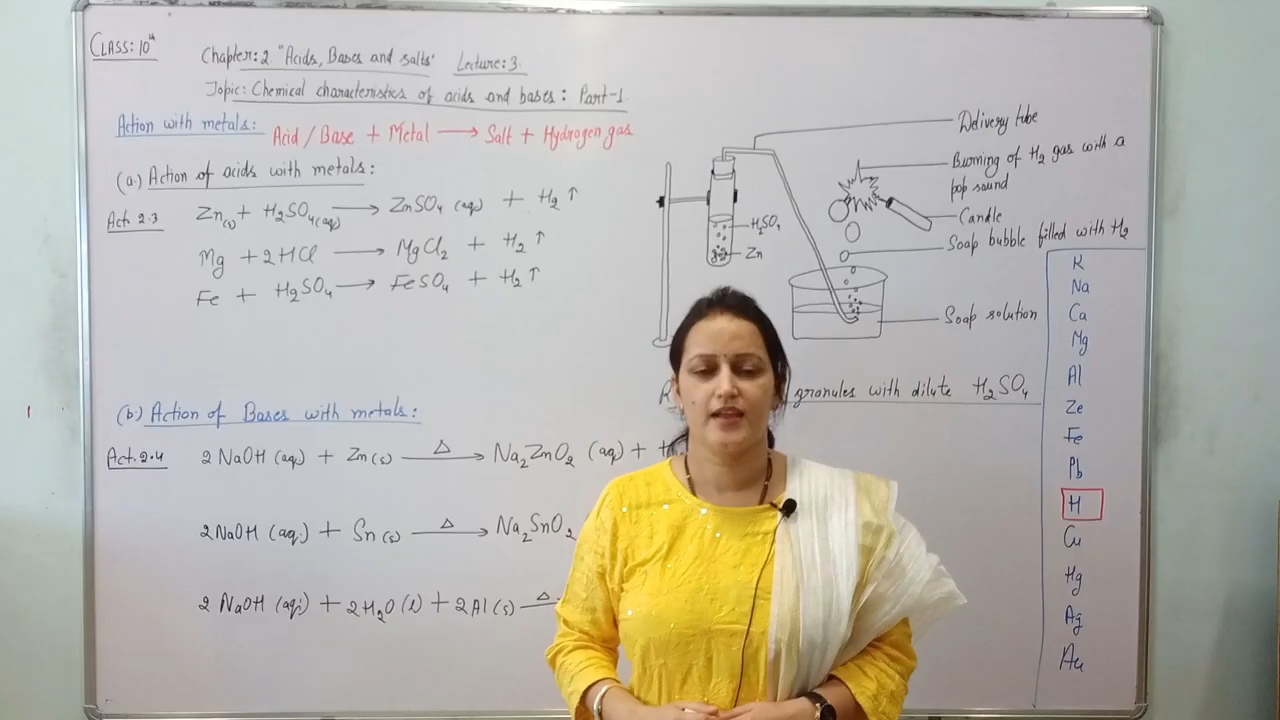 CLASS: 10th
Chapter: 2 "Acids, Bases and salts" Lecture: 3.
Topic: Chemical characteristics of acids and bases: Part-1.
Action with metals: Acid/Base + Metal ⟶ Salt + Hydrogen gas
(a.) Action of acids with metals:
Act. 2.3 Zn(s) + H2SO4(aq) ⟶ ZnSO4 (aq) + H2 ↑
Mg + 2HCl ⟶ MgCl2 + H2 ↑
Fe + H2SO4 ⟶ FeSO4 + H2 ↑
(b.) Action of Bases with metals:
Act. 2.4 2 NaOH (aq) + Zn(s) —Δ→ Na2ZnO2 (aq) +
2NaOH (aq) + Sn(s) —Δ→ Na2SnO2
2 NaOH (aq) + 2H2O (l) + 2Al(s) —Δ
Delivery tube
Burning of H2 gas with a
pop sound
Candle
Soap bubble filled with H2
H2SO4
Zn
Soap solution
granules with dilute H2SO4
K
Na
Ca
Mg
Al
Ze
Fe
Pb
H
Cu
Hg
Ag
Au